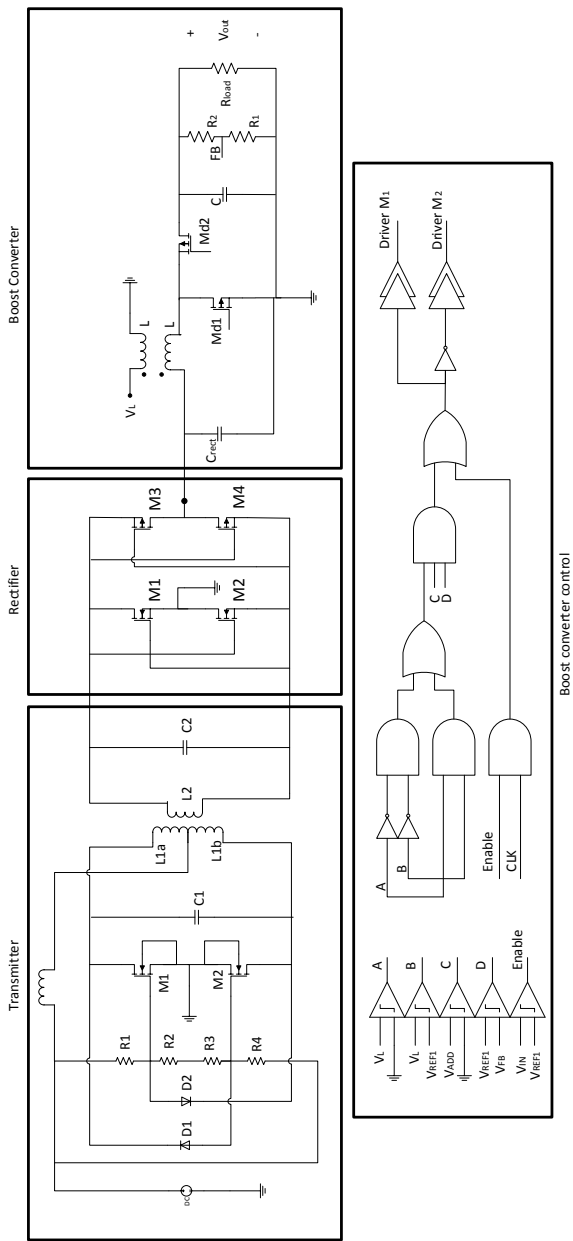 Transmitter
Rectifier
Boost Converter
DC
D1
D2
R1
R2
R3
R4
M1
M2
C1
L1a
L1b
L2
C2
M1
M2
M3
M4
VL
L
L
Crect
Md1
Md2
C
FB
R2
R1
Rload
+
Vout
-
VL
A
VL
VREF1
B
VADD
C
VREF1
VFB
D
VIN
VREF1
Enable
A
B
Enable
CLK
C
D
Driver M1
Driver M2
Boost converter control